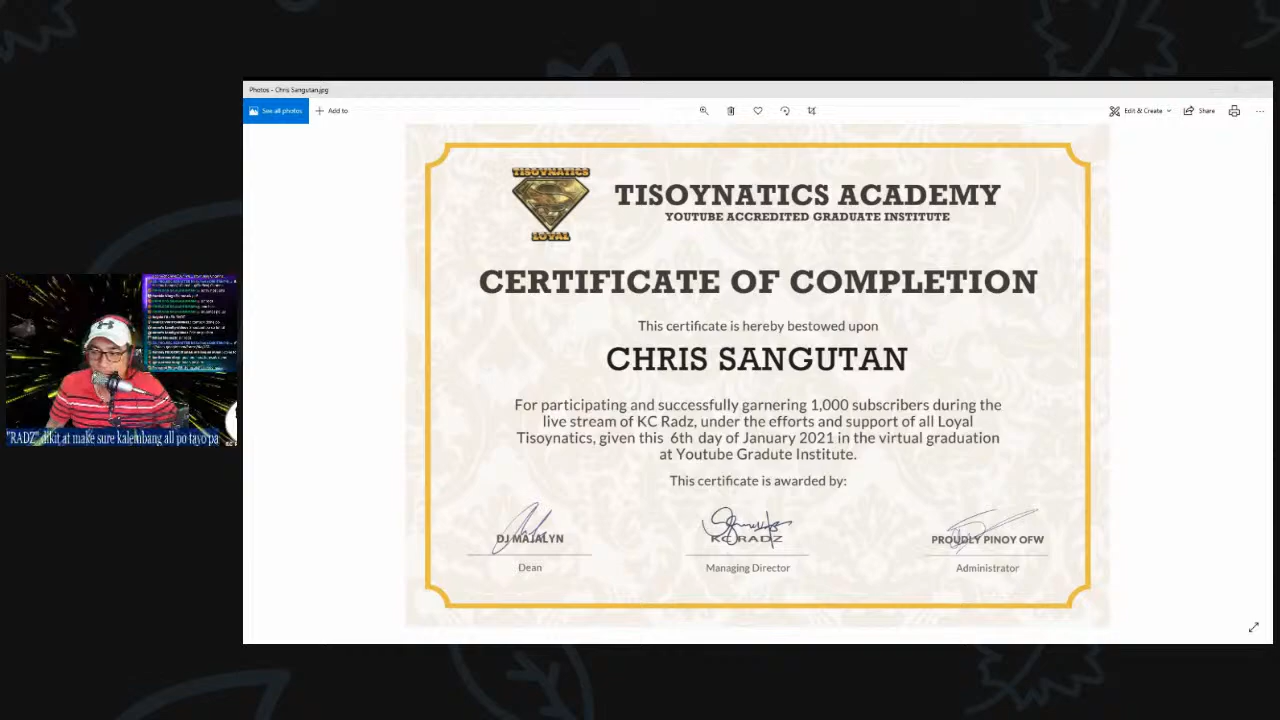 Photos - Chris Sangutan.jpg
See all photos
Add to
Edit & Create
Share
TISOYNATICS
LOYAL
TISOYNATICS ACADEMY
YOUTUBE ACCREDITED GRADUATE INSTITUTE
CERTIFICATE OF COMPLETION
This certificate is hereby bestowed upon
CHRIS SANGUTAN
For participating and successfully garnering 1,000 subscribers during the
live stream of KC Radz, under the efforts and support of all Loyal
Tisoynatics, given this 6th day of January 2021 in the virtual graduation
at Youtube Gradute Institute.
This certificate is awarded by:
DJ MAJALYN
Dean
KC RADZ
Managing Director
PROUDLY PINOY OFW
Administrator
"RADZ" dikit at make sure kalembang all po tayo pa